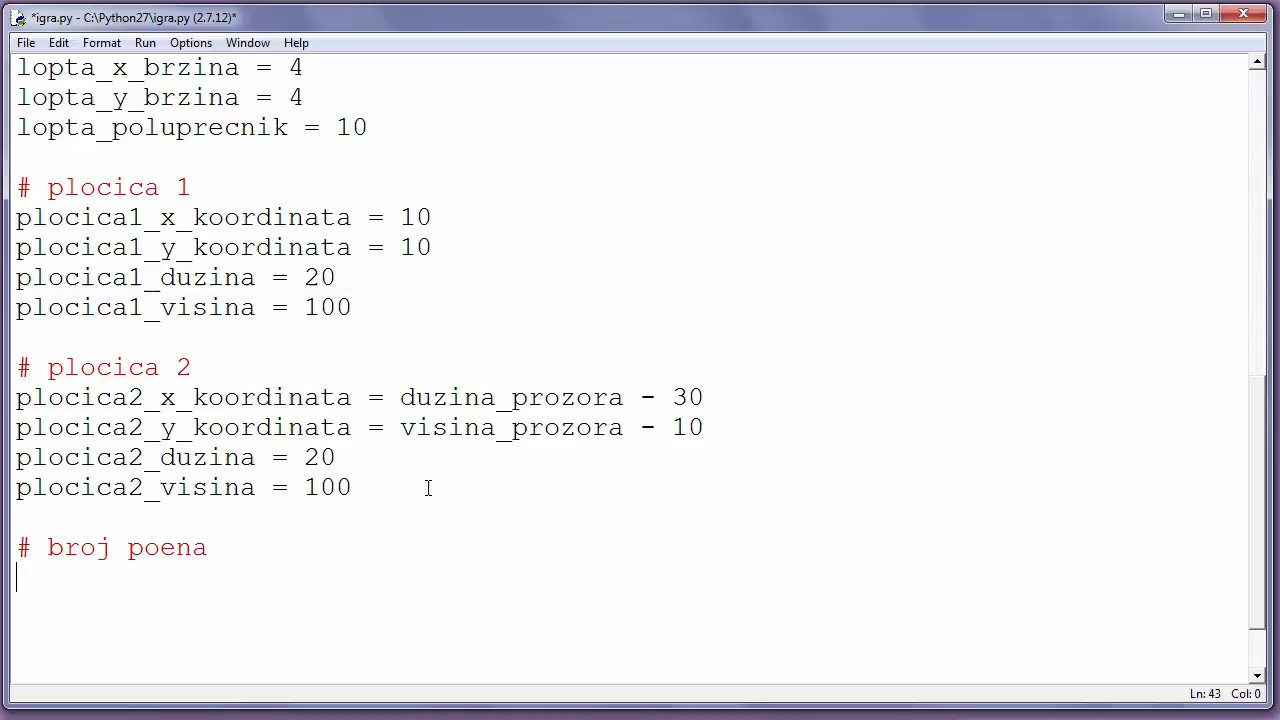 *igra.py - C:\Python27\igra.py (2.7.12)*
File Edit Format Run Options Window Help
lopta_x_brzina = 4
lopta_y_brzina = 4
lopta_poluprecnik = 10
# plocica 1
plocica1_x_koordinata = 10
plocica1_y_koordinata = 10
plocica1_duzina = 20
plocica1_visina = 100
# plocica 2
plocica2_x_koordinata = duzina_prozora - 30
plocica2_y_koordinata = visina_prozora - 10
plocica2_duzina = 20
plocica2_visina = 100
# broj poena
Ln: 43 Col: 0